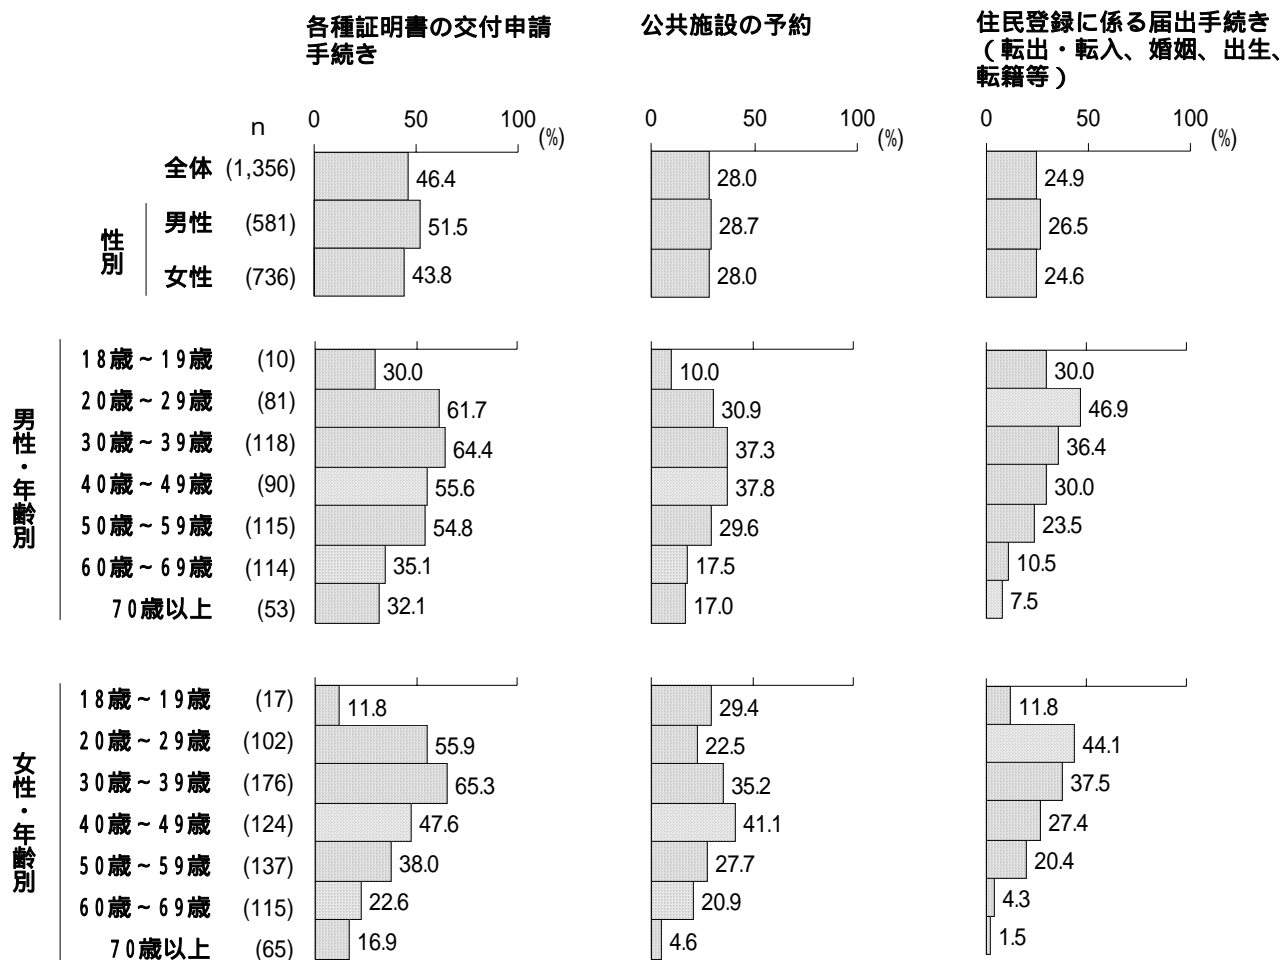 各種証明書の交付申請
手続き
公共施設の予約
住民登録に係る届出手続き
（転出・転入、婚姻、出生、
転籍等）
n 0 50 100 (%) 0 50 100 (%) 0 50 100 (%)
全体 (1,356) 46.4 28.0 24.9
性別
男性 (581) 51.5 28.7 26.5
女性 (736) 43.8 28.0 24.6
男性・年齢別
18歳～19歳 (10) 30.0 10.0 30.0
20歳～29歳 (81) 61.7 30.9 46.9
30歳～39歳 (118) 64.4 37.3 36.4
40歳～49歳 (90) 55.6 37.8 30.0
50歳～59歳 (115) 54.8 29.6 23.5
60歳～69歳 (114) 35.1 17.5 10.5
70歳以上 (53) 32.1 17.0 7.5
女性・年齢別
18歳～19歳 (17) 11.8 29.4 11.8
20歳～29歳 (102) 55.9 22.5 44.1
30歳～39歳 (176) 65.3 35.2 37.5
40歳～49歳 (124) 47.6 41.1 27.4
50歳～59歳 (137) 38.0 27.7 20.4
60歳～69歳 (115) 22.6 20.9 4.3
70歳以上 (65) 16.9 4.6 1.5